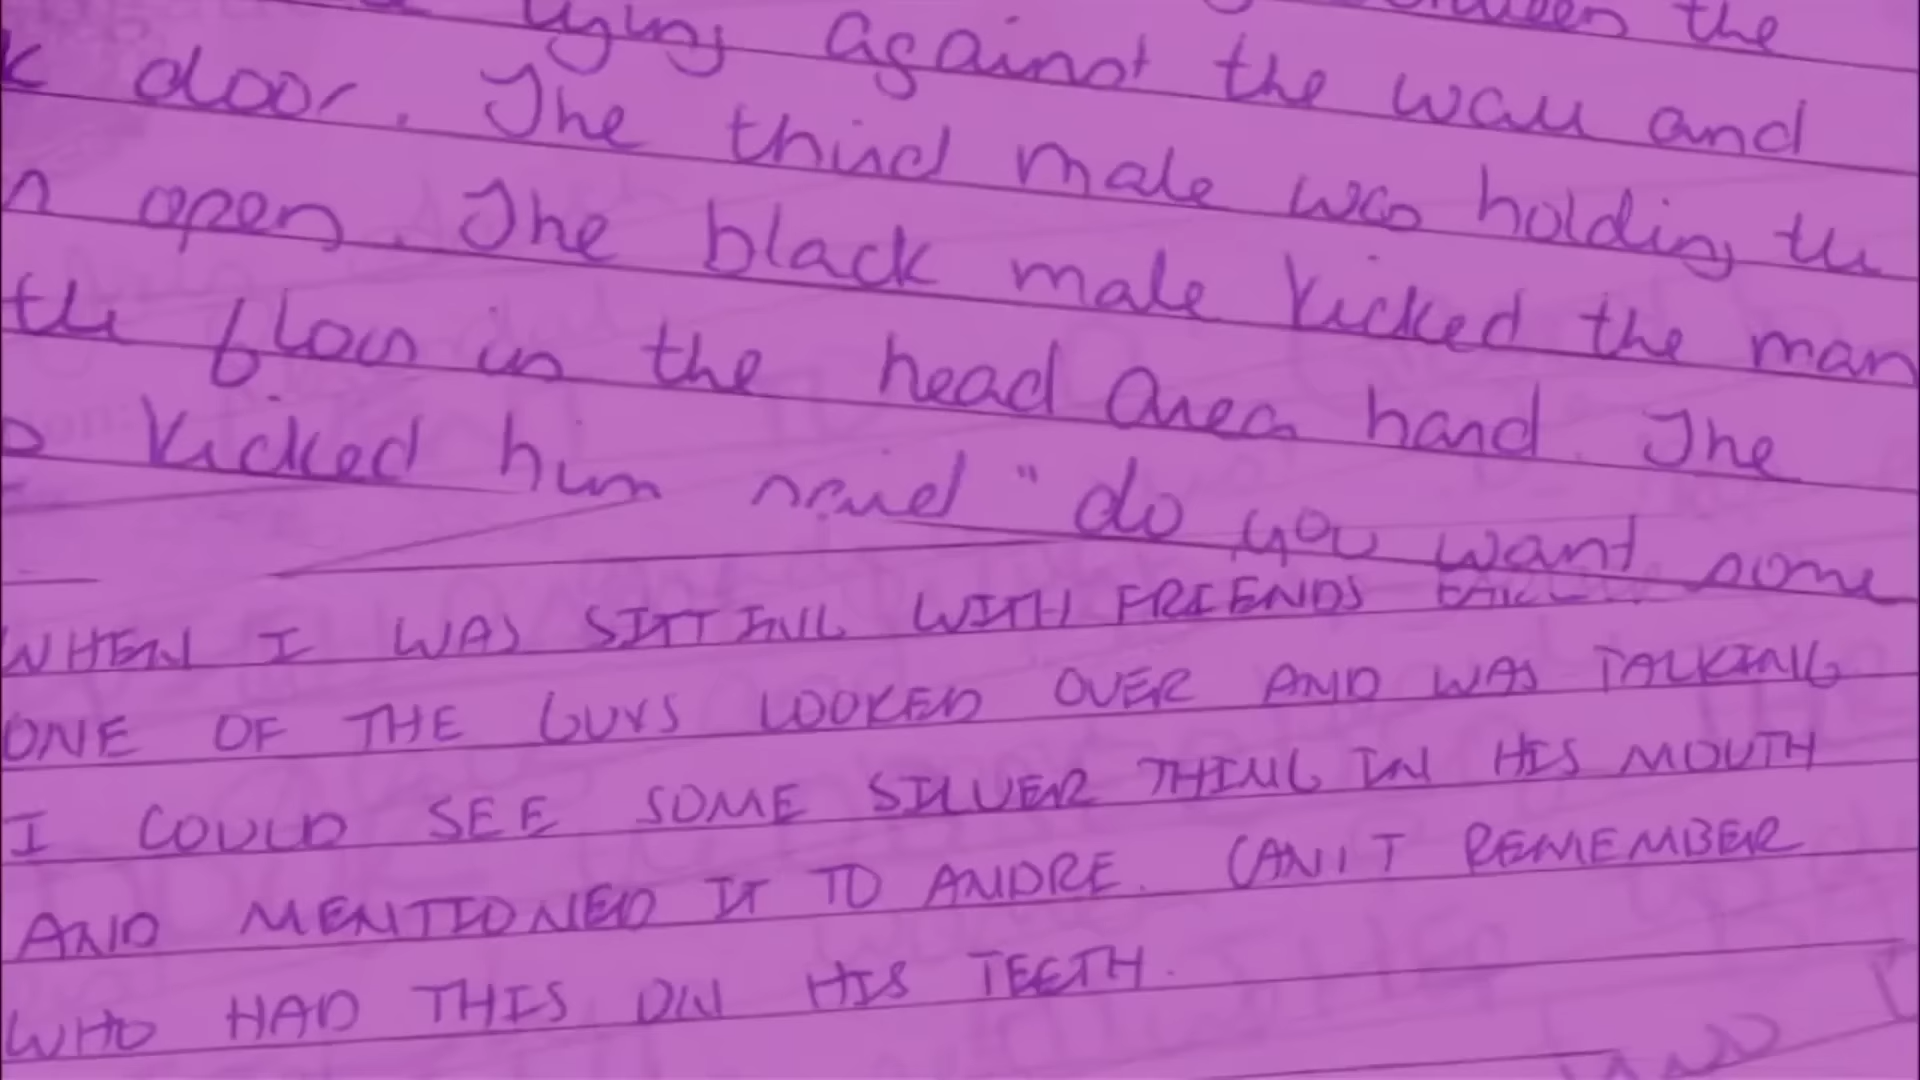 lying against the wall and
door. The third male was holding the
open. The black male kicked the man
the floor in the head area hard. The
kicked him said "do you want some
WHEN I WAS SITTING WITH FRIENDS
ONE OF THE GUYS LOOKED OVER AND WAS TALKING
I COULD SEE SOME SILVER THING IN HIS MOUTH
AND MENTIONED IT TO ANDRE. CAN'T REMEMBER
WHO HAD THIS ON HIS TEETH.